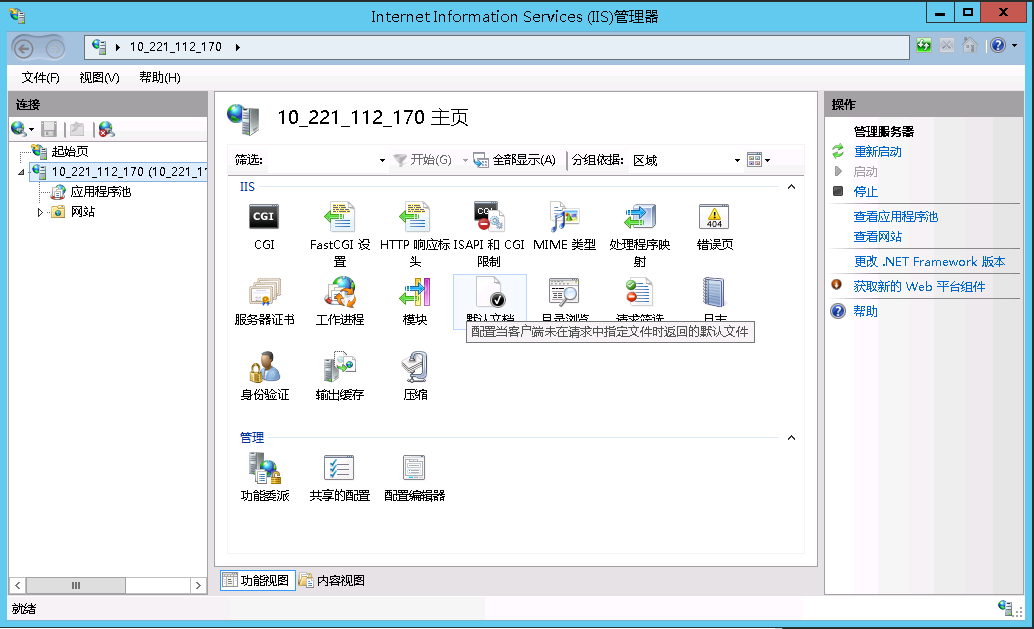 Internet Information Services (IIS)管理器
10_221_112_170
文件(F) 视图(V) 帮助(H)
连接
起始页
10_221_112_170 (10_221_11
应用程序池
网站
10_221_112_170 主页
筛选: 开始(G) 全部显示(A) 分组依据: 区域
IIS
CGI
CGI
FastCGI 设置
HTTP 响应标头
CGI
ISAPI 和 CGI 限制
MIME 类型
处理程序映射
404
错误页
服务器证书
工作进程
模块
默认文档
目录浏览
请求筛选
日志
配置当客户端未在请求中指定文件时返回的默认文件
身份验证
输出缓存
压缩
管理
功能委派
共享的配置
配置编辑器
功能视图 内容视图
操作
管理服务器
重新启动
启动
停止
查看应用程序池
查看网站
更改 .NET Framework 版本
获取新的 Web 平台组件
帮助
就绪